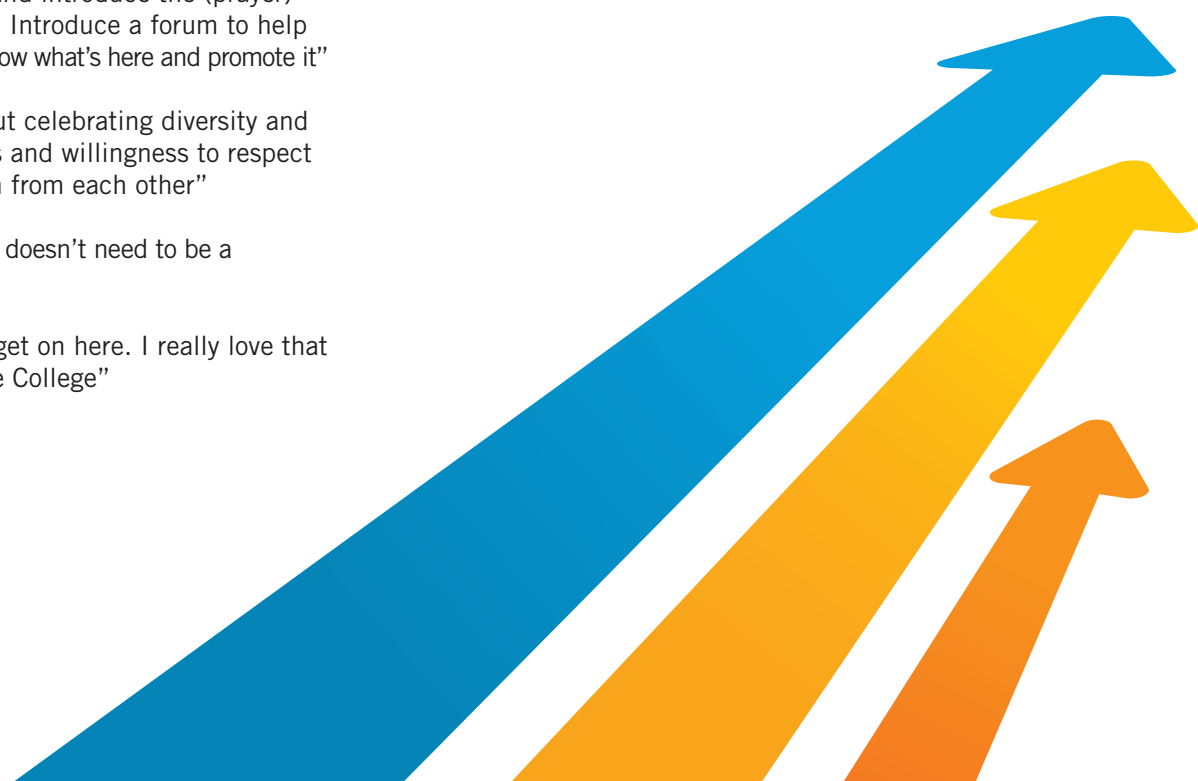 and introduce the (prayer)
Introduce a forum to help
ow what's here and promote it”
ut celebrating diversity and
s and willingness to respect
n from each other”
doesn't need to be a
get on here. I really love that
e College”